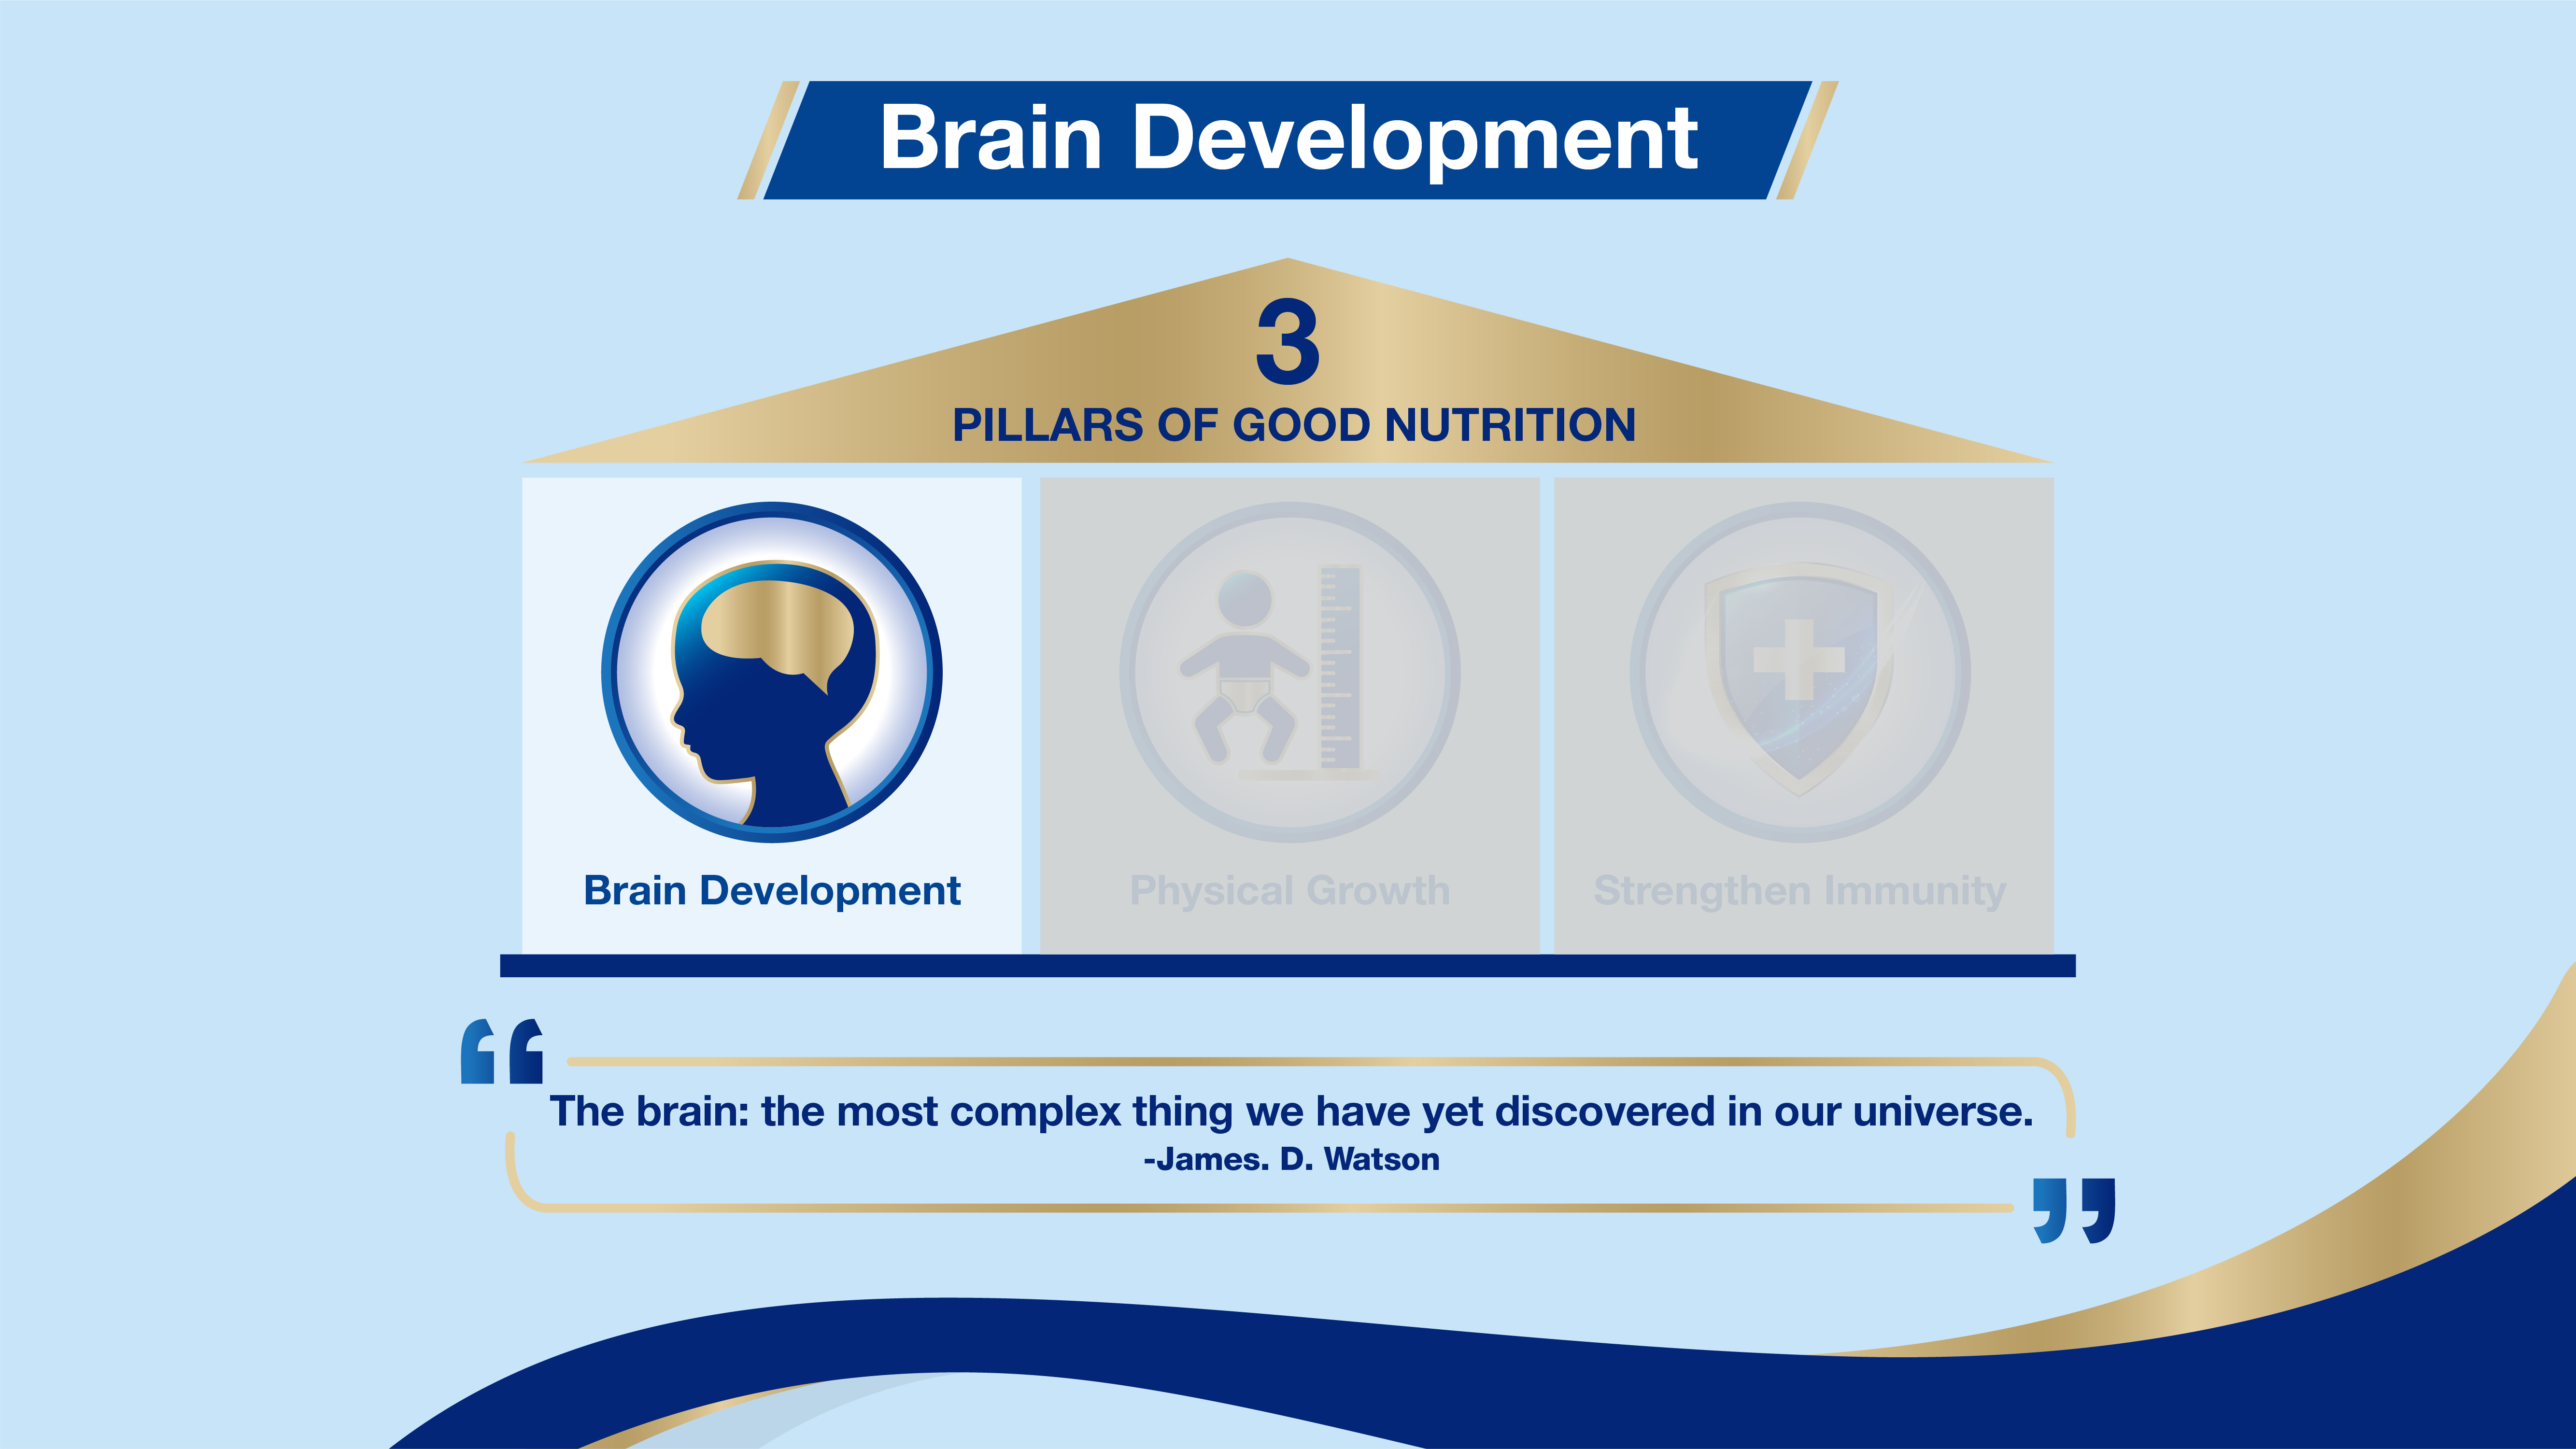 Brain Development
3
PILLARS OF GOOD NUTRITION
Brain Development
Physical Growth
Strengthen Immunity
“The brain: the most complex thing we have yet discovered in our universe.
-James. D. Watson”